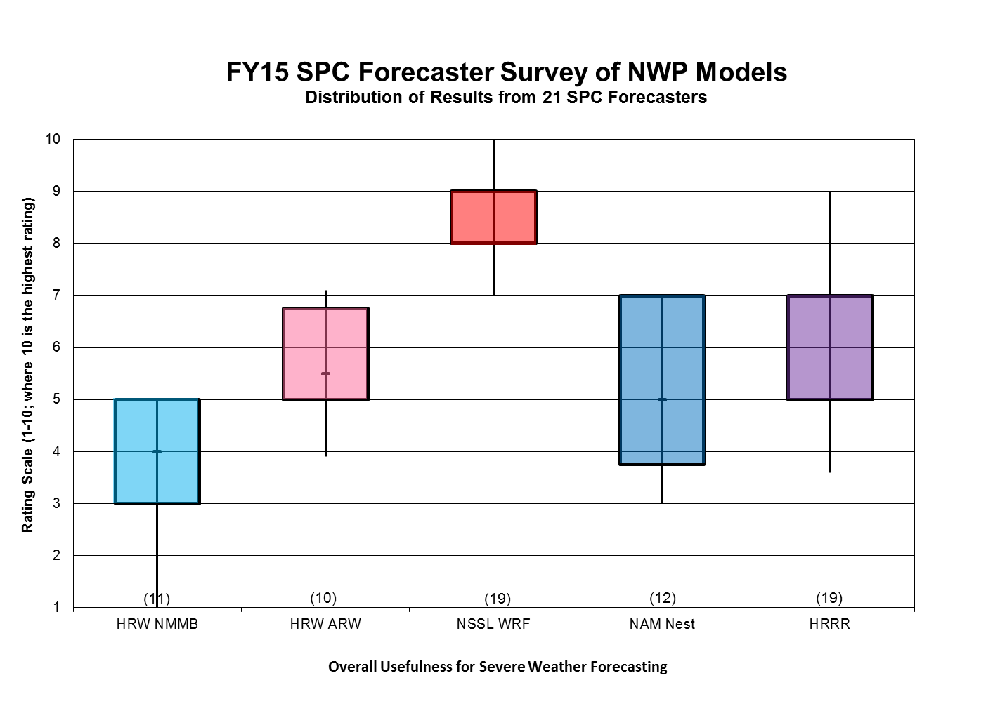 FY15 SPC Forecaster Survey of NWP Models
Distribution of Results from 21 SPC Forecasters
Rating Scale (1-10; where 10 is the highest rating)
10
9
8
7
6
5
4
3
2
1
(11) (10) (19) (12) (19)
HRW NMMB HRW ARW NSSL WRF NAM Nest HRRR
Overall Usefulness for Severe Weather Forecasting